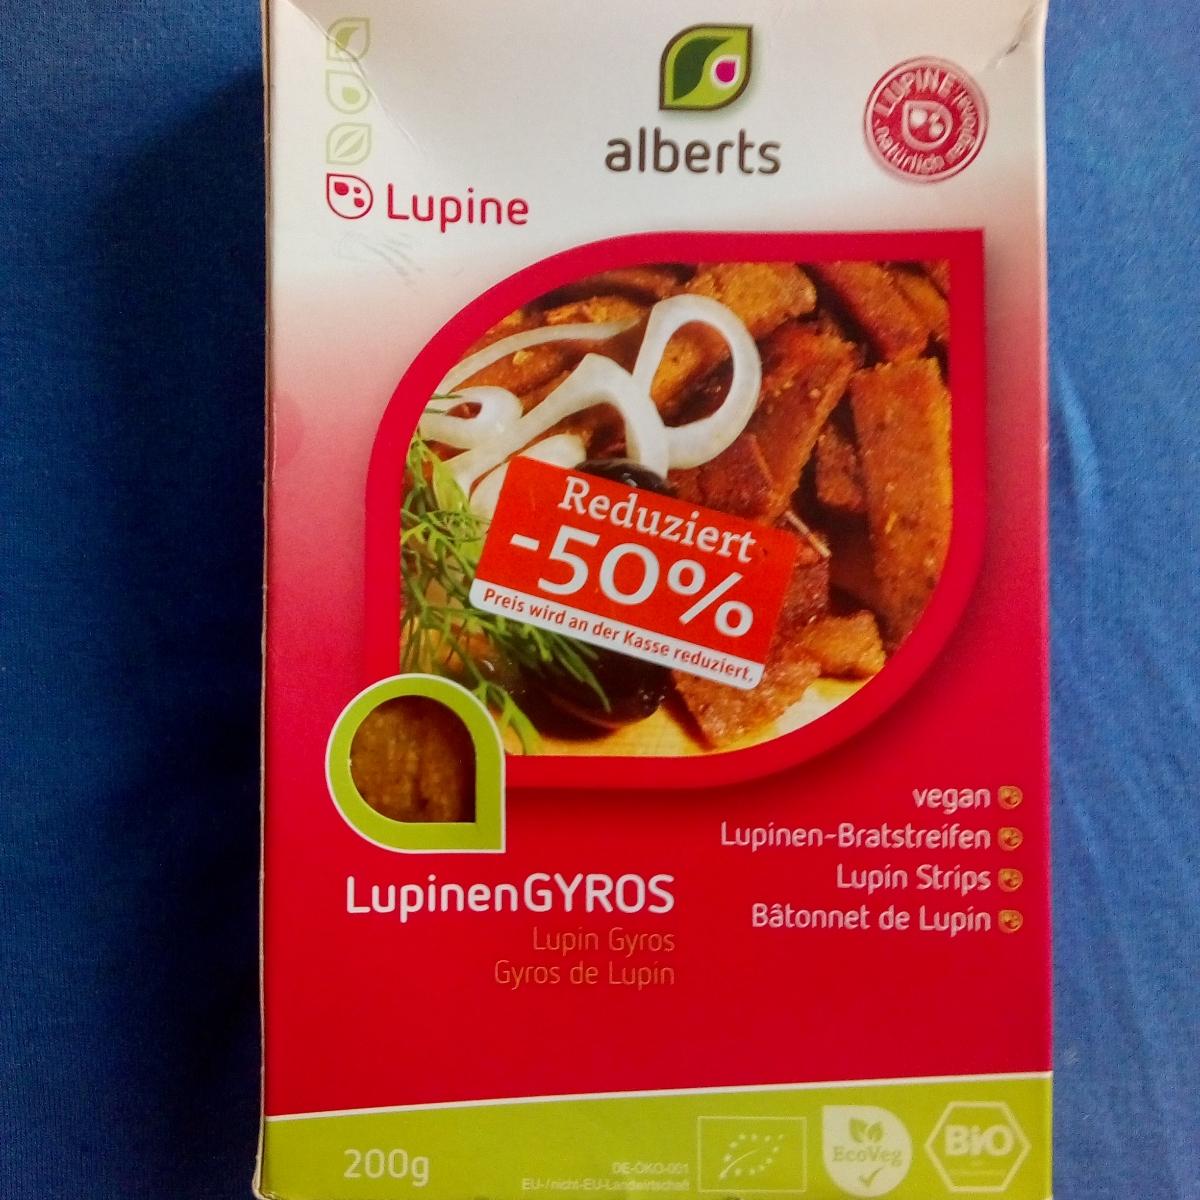 alberts
LUPINE
natürlich
Lupine
Reduziert
-50%
Preis wird an der Kasse reduziert.
vegan
Lupinen-Bratstreifen
Lupin Strips
Bâtonnet de Lupin
LupinenGYROS
Lupin Gyros
Gyros de Lupin
200g
DE-ÖKO-001
EU-/nicht-EU-Landwirtschaft
EcoVeg
BiO